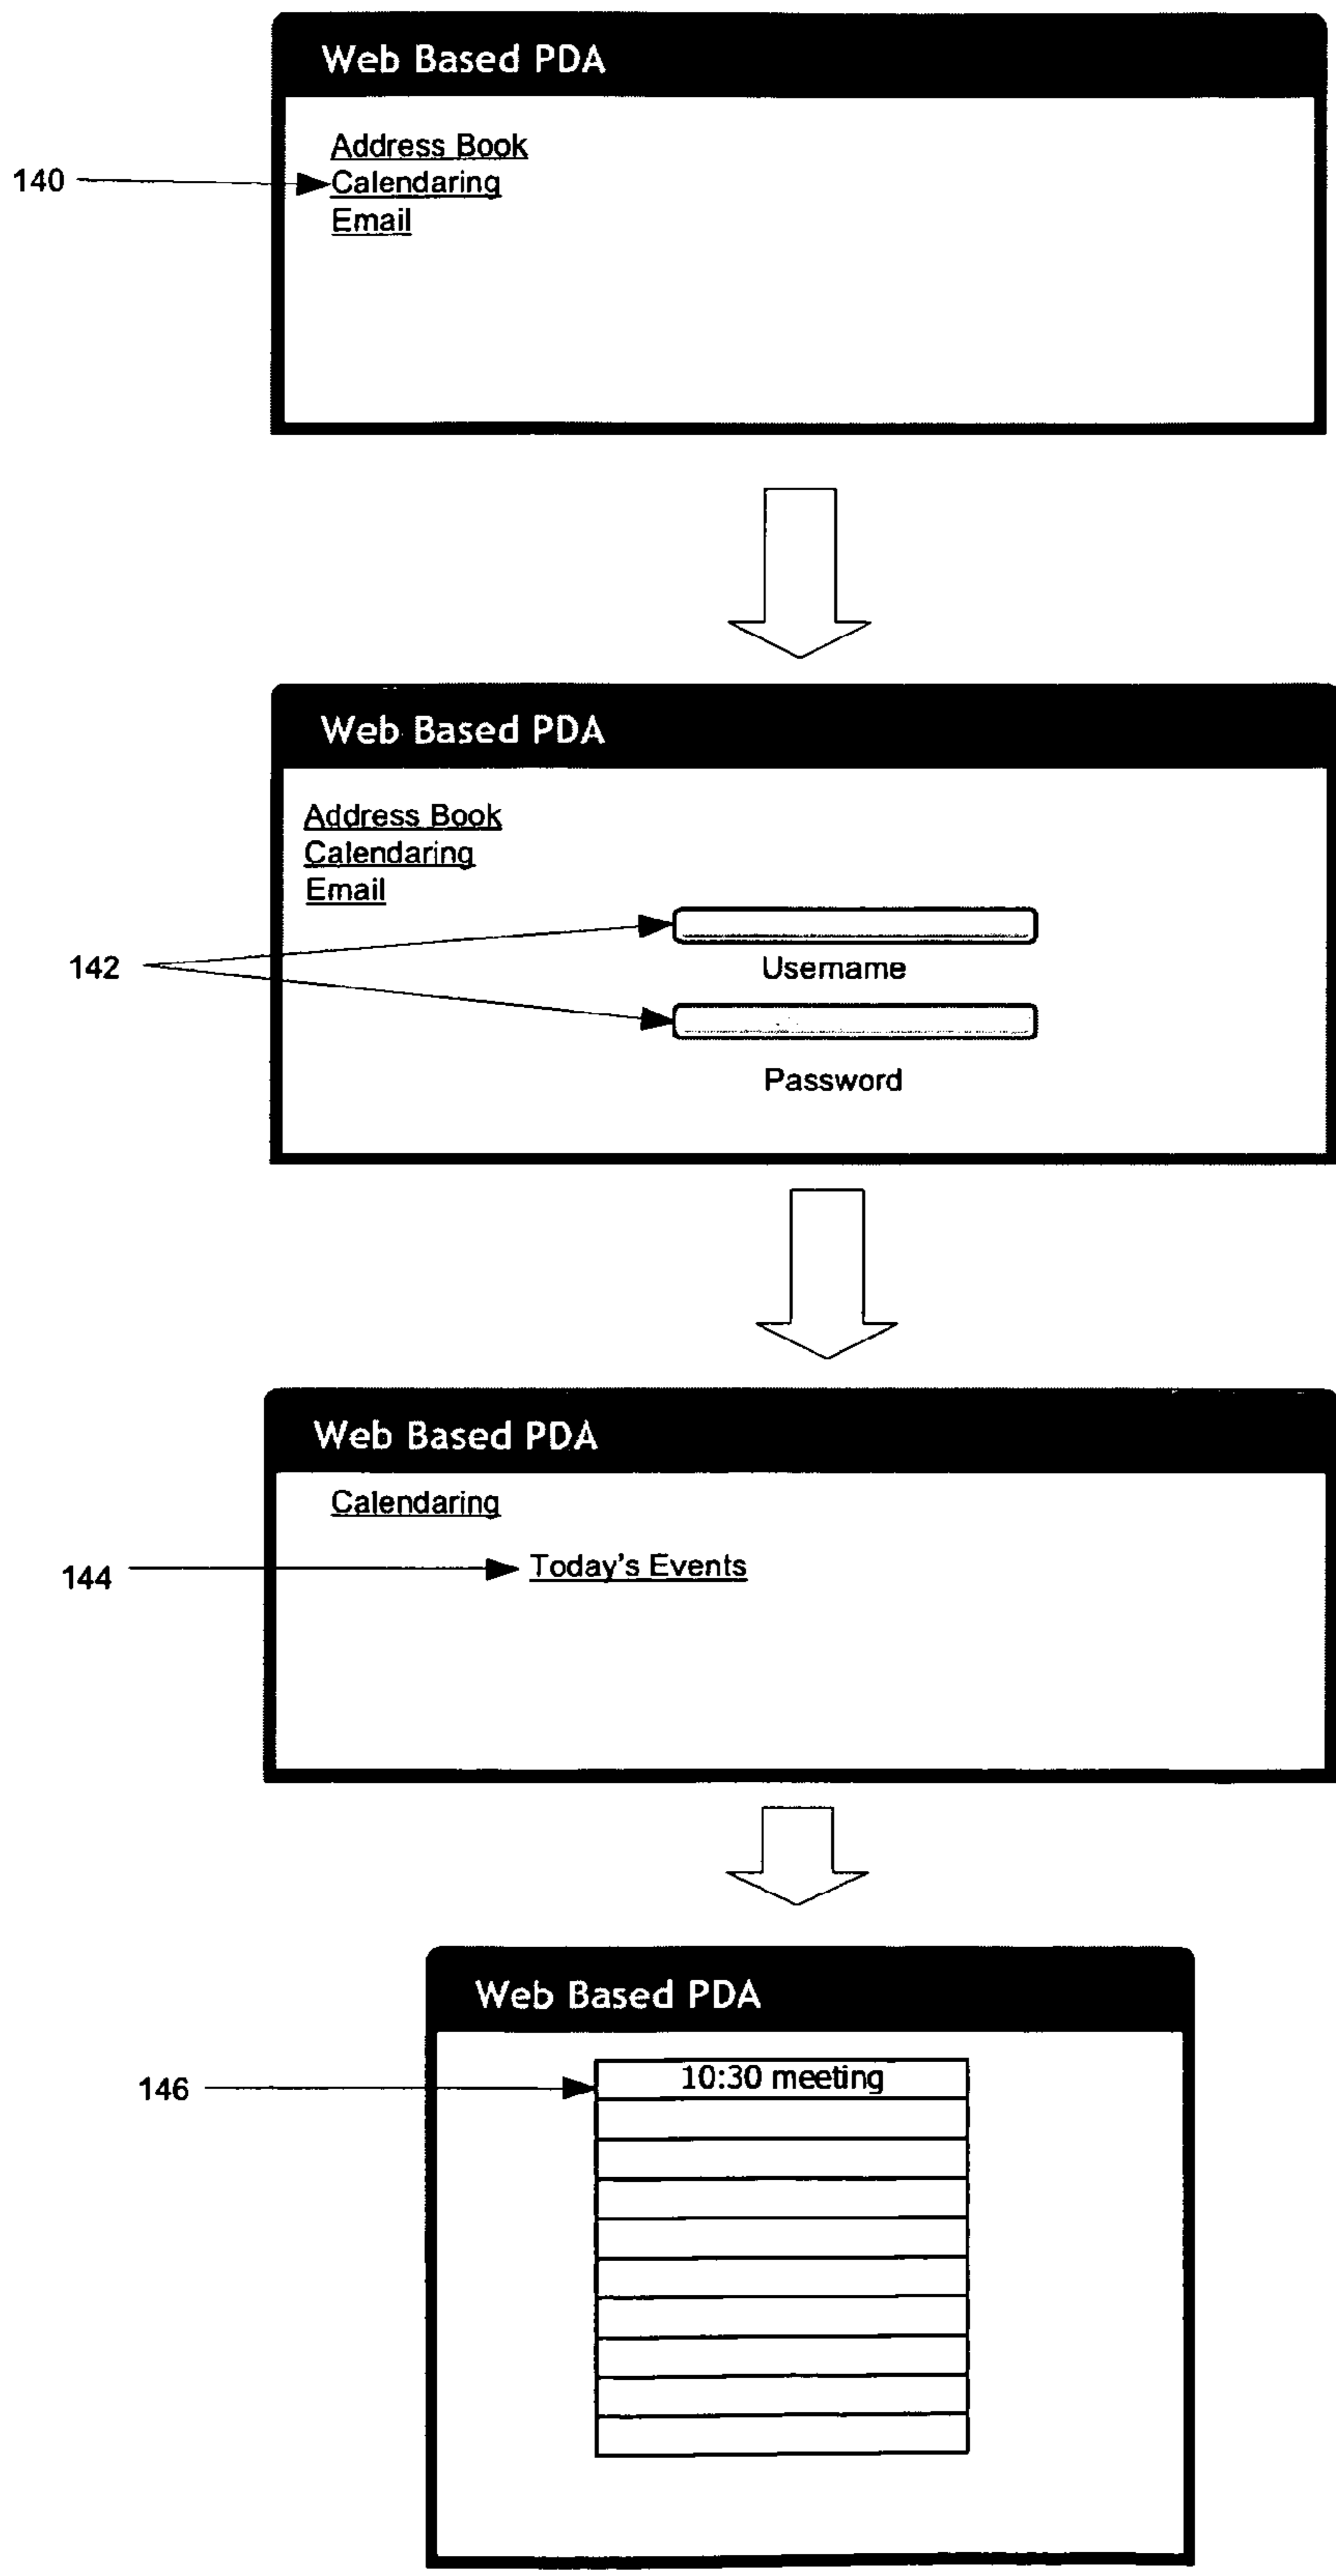 Web Based PDA
Address Book
140
Calendaring
Email
Web Based PDA
Address Book
Calendaring
Email
142
Username
Password
Web Based PDA
Calendaring
144
Today's Events
Web Based PDA
146
10:30 meeting